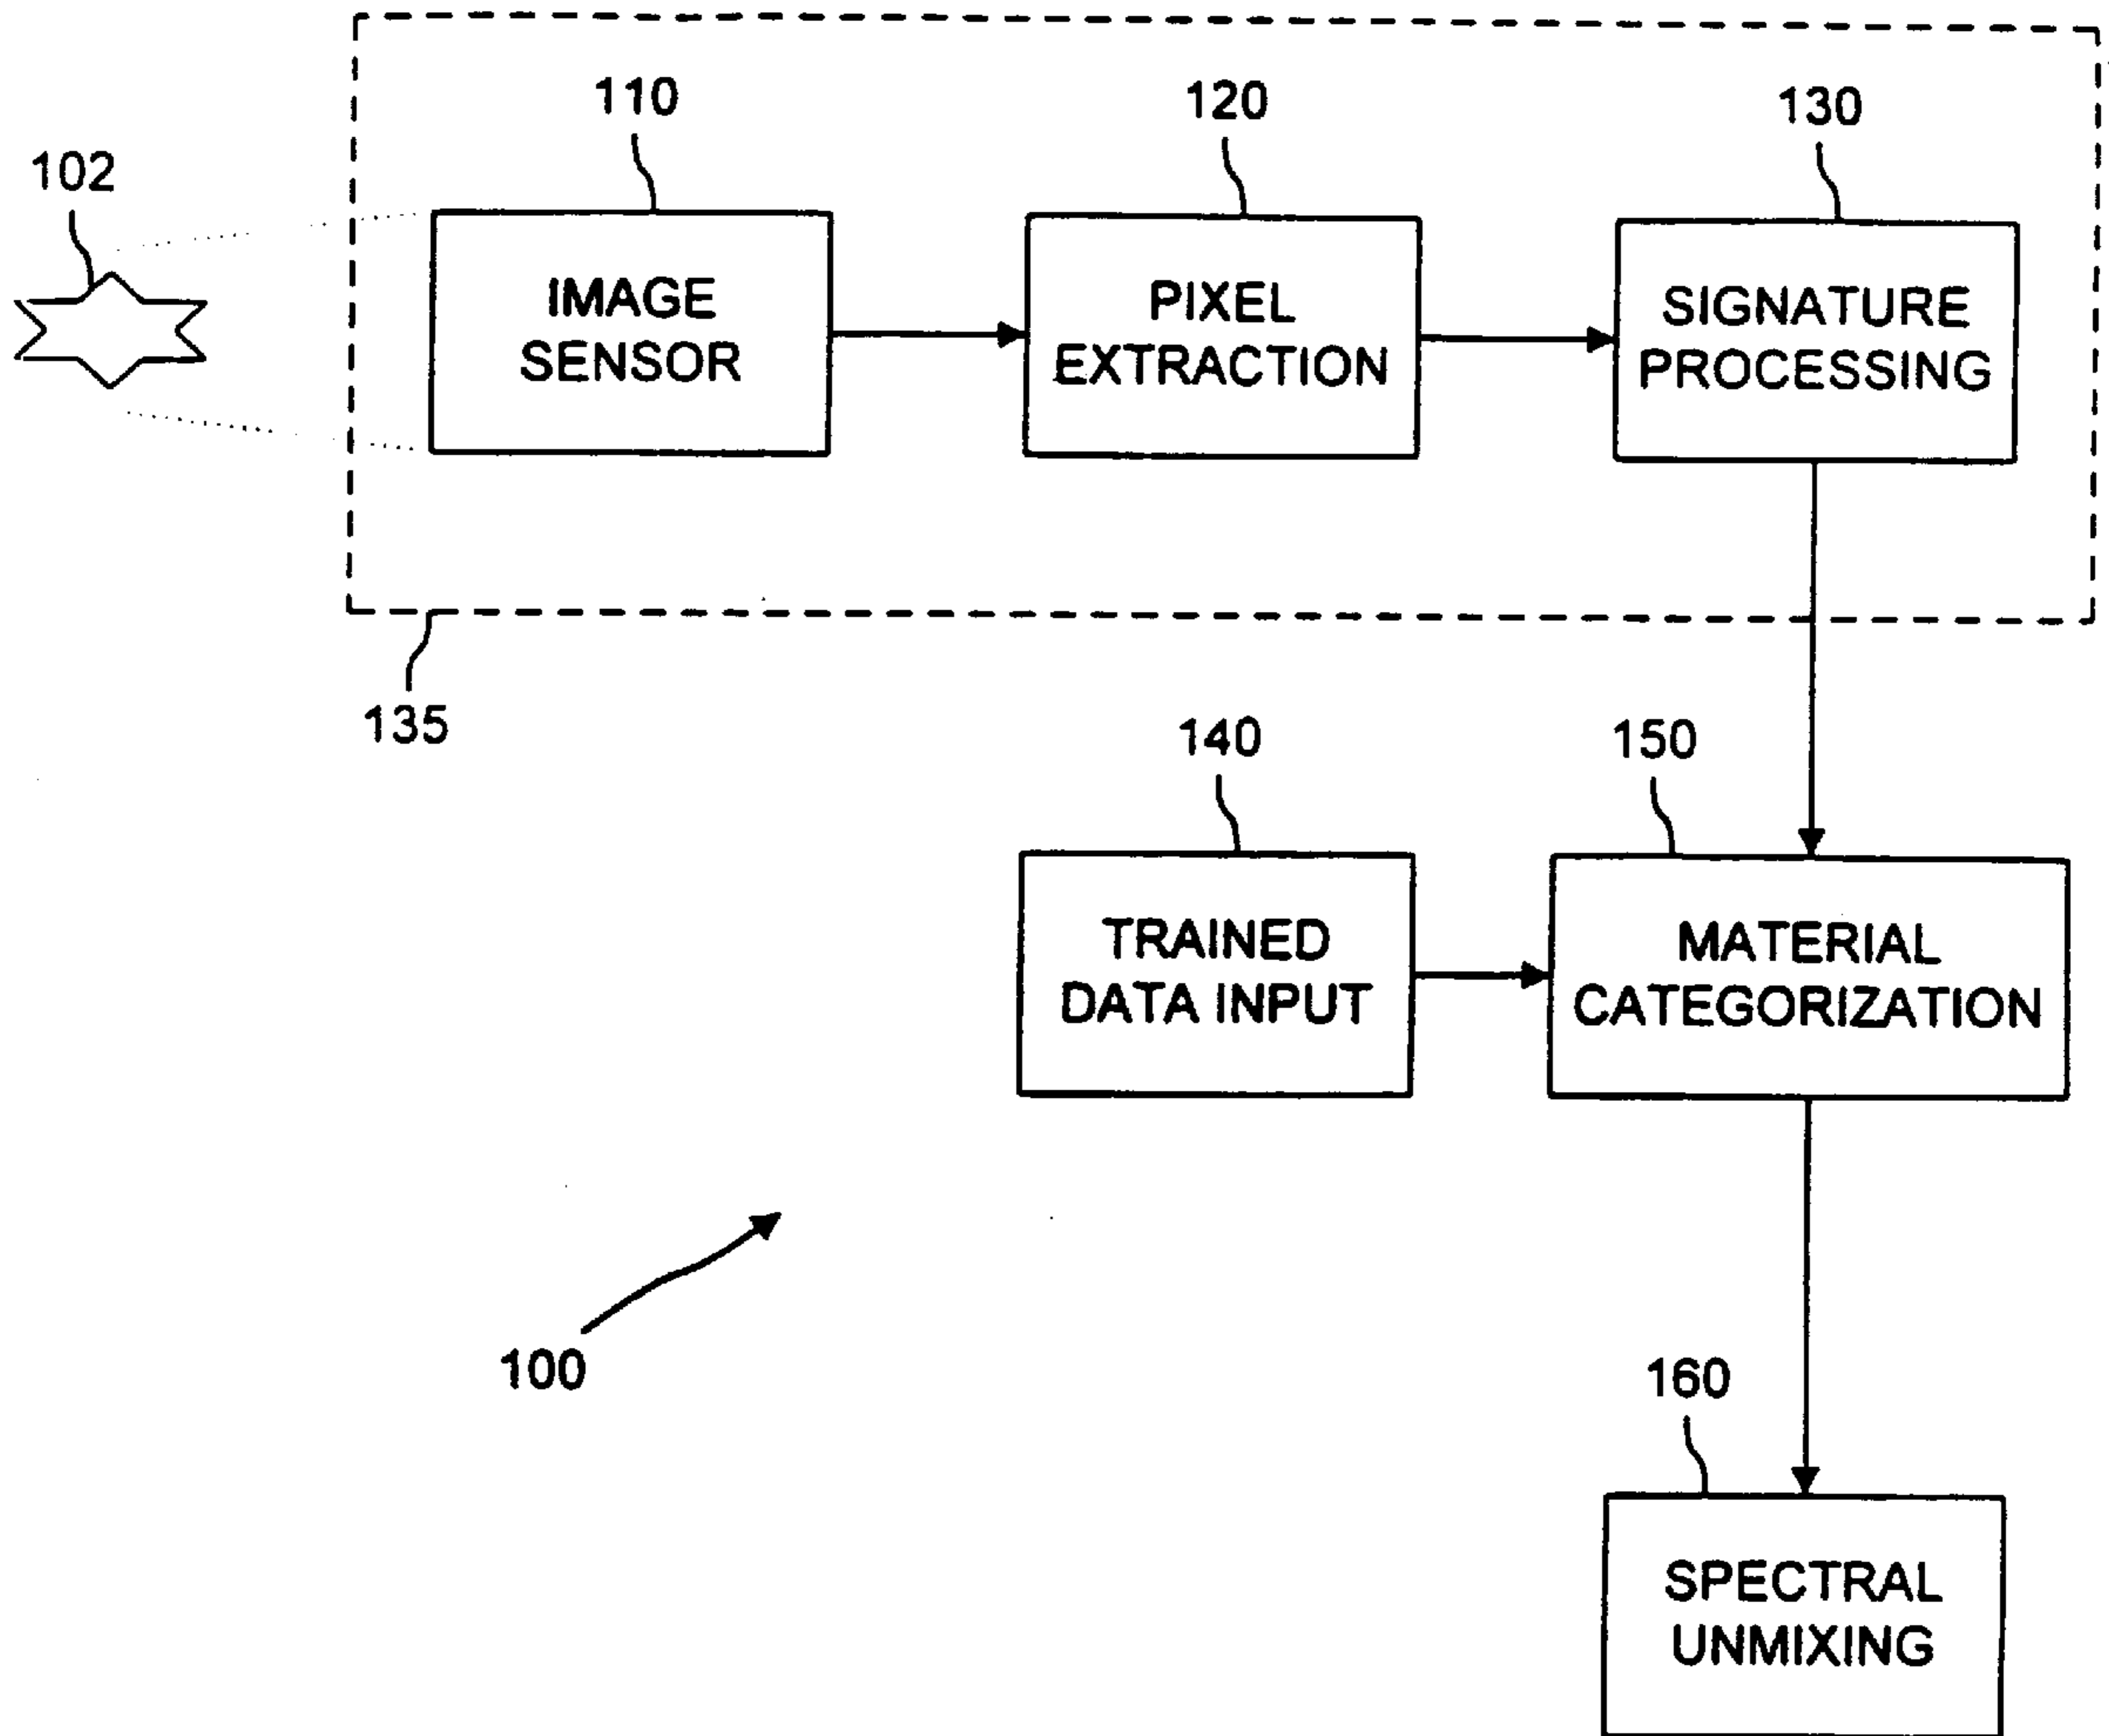 110
120
130
102
IMAGE
SENSOR
PIXEL
EXTRACTION
SIGNATURE
PROCESSING
135
140
150
TRAINED
DATA INPUT
MATERIAL
CATEGORIZATION
100
160
SPECTRAL
UNMIXING